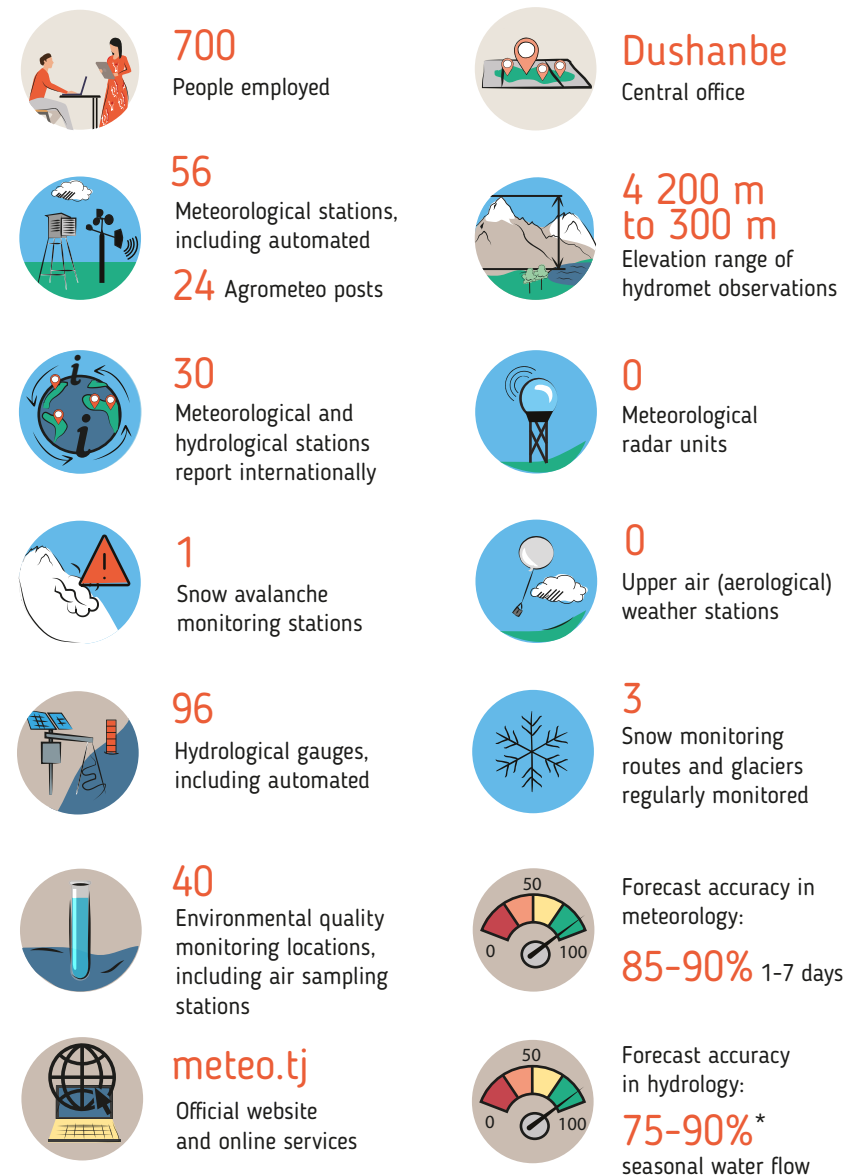 700
People employed
Dushanbe
Central office
56
Meteorological stations,
including automated
24 Agrometeo posts
4 200 m
to 300 m
Elevation range of
hydromet observations
30
Meteorological and
hydrological stations
report internationally
0
Meteorological
radar units
1
Snow avalanche
monitoring stations
0
Upper air (aerological)
weather stations
96
Hydrological gauges,
including automated
3
Snow monitoring
routes and glaciers
regularly monitored
40
Environmental quality
monitoring locations,
including air sampling
stations
50
0
100
Forecast accuracy in
meteorology:
85-90% 1-7 days
meteo.tj
Official website
and online services
50
0
100
Forecast accuracy
in hydrology:
75-90%*
seasonal water flow
i
i